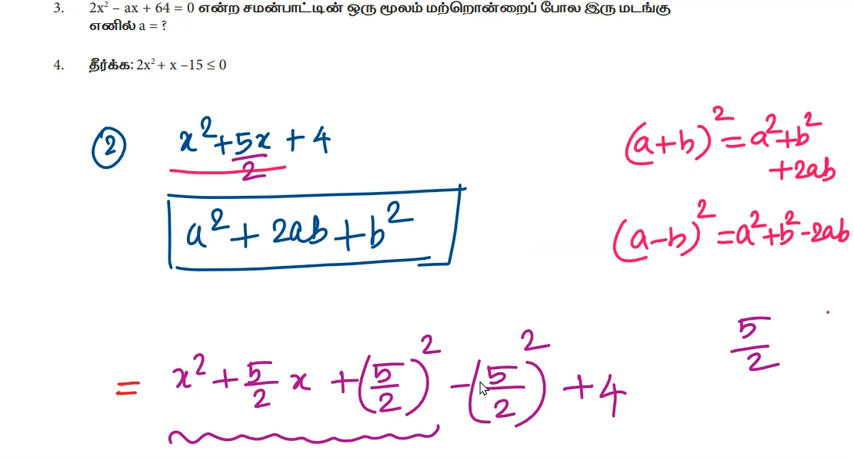 3. 2x² – ax + 64 = 0 என்ற சமன்பாட்டின் ஒரு மூலம் மற்றொன்றைப் போல இரு மடங்கு
எனில் a = ?
4. தீர்க்க: 2x² + x –15 ≤ 0
② x² + 5x/2 + 4
a² + 2ab + b²
(a+b)² = a² + b²
+ 2ab
(a-b)² = a² + b² - 2ab
5/2
= x² + 5/2 x + (5/2)² - (5/2)² + 4